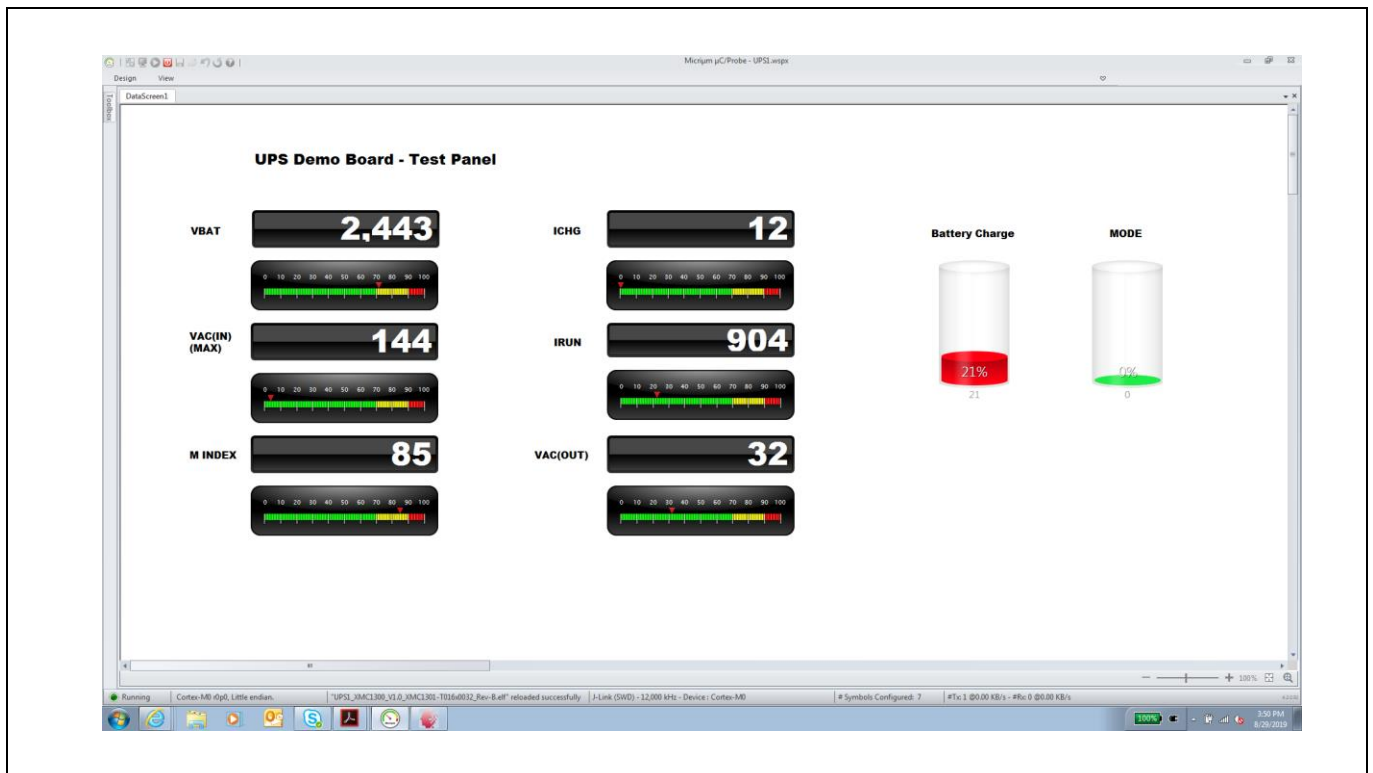 Micrium µC/Probe - UPS1.wspx
Design View
Toolbox
DataScreen1
UPS Demo Board - Test Panel
VBAT
2,443
0 10 20 30 40 50 60 70 80 90 100
ICHG
12
0 10 20 30 40 50 60 70 80 90 100
Battery Charge
21%
21
MODE
0%
0
VAC(IN)
(MAX)
144
0 10 20 30 40 50 60 70 80 90 100
IRUN
904
0 10 20 30 40 50 60 70 80 90 100
M INDEX
85
0 10 20 30 40 50 60 70 80 90 100
VAC(OUT)
32
0 10 20 30 40 50 60 70 80 90 100
100%
Running
Cortex-M0 r0p0, Little endian.
"UPS1_XMC1300_V1.0_XMC1301-T016x0032_Rev-B.elf" reloaded successfully
J-Link (SWD) - 12,000 kHz - Device : Cortex-M0
# Symbols Configured: 7
#Tx: 1 @0.00 KB/s - #Rx: 0 @0.00 KB/s
100%
3:50 PM
8/29/2019